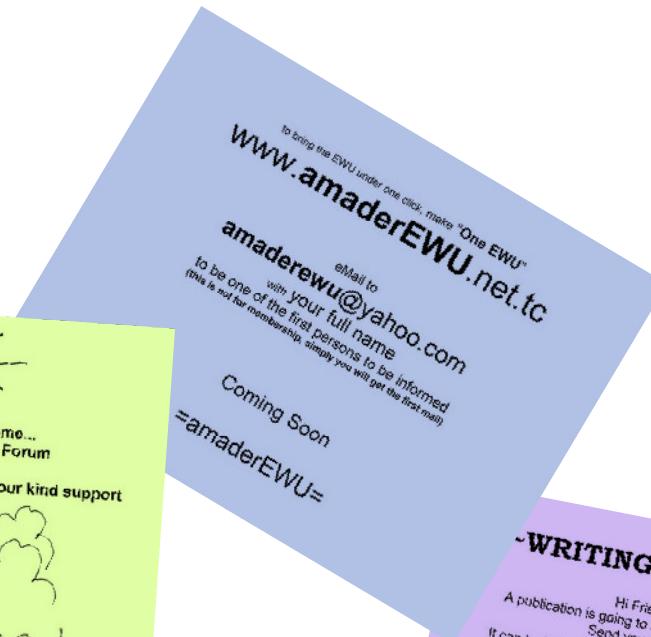 to bring the EWU under one click, make "One EWU"
www.amaderEWU.net.tc
eMail to
amaderewu@yahoo.com
with your full name
to be one of the first persons to be informed
(this is not for membership, simply you will get the first mail)
Coming Soon
=amaderEWU=
Forum
our kind support
~WRITING
Hi
A publication is going to
Send
It can